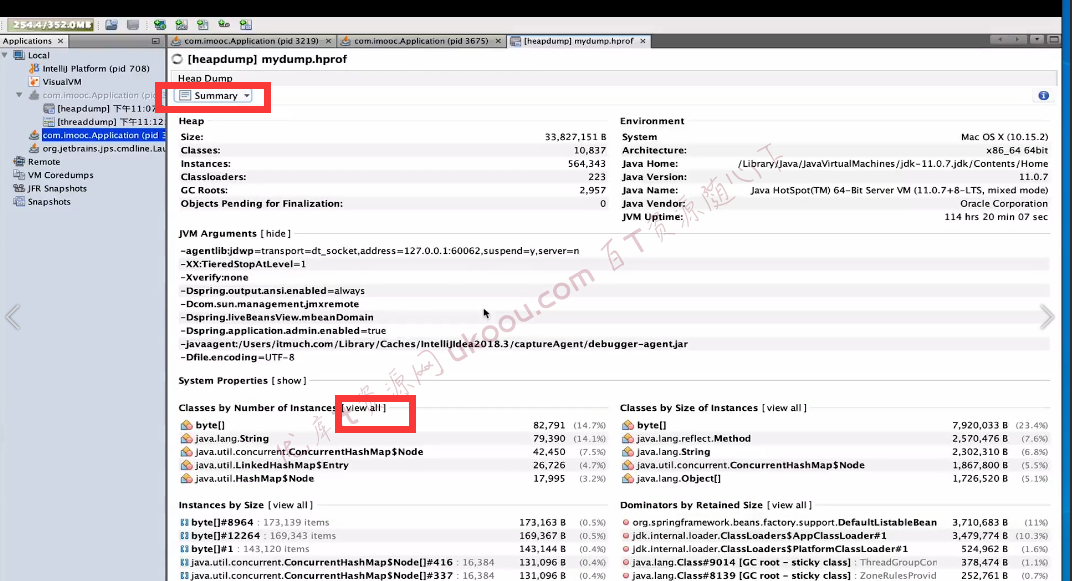 254.4/352.0MB
Applications
com.imooc.Application (pid 3219)
com.imooc.Application (pid 3675)
[heapdump] mydump.hprof
Local
IntelliJ Platform (pid 708)
VisualVM
com.imooc.Application (pid
[heapdump] 下午11:07
[threaddump] 下午11:12
com.imooc.Application (pid 3
org.jetbrains.jps.cmdline.Lau
Remote
VM Coredumps
JFR Snapshots
Snapshots
[heapdump] mydump.hprof
Heap Dump
Summary
Heap
Size: 33,827,151 B
Classes: 10,837
Instances: 564,343
Classloaders: 223
GC Roots: 2,957
Objects Pending for Finalization: 0
Environment
System Mac OS X (10.15.2)
Architecture: x86_64 64bit
Java Home: /Library/Java/JavaVirtualMachines/jdk-11.0.7.jdk/Contents/Home
Java Version: 11.0.7
Java Name: Java HotSpot(TM) 64-Bit Server VM (11.0.7+8-LTS, mixed mode)
Java Vendor: Oracle Corporation
JVM Uptime: 114 hrs 20 min 07 sec
JVM Arguments [hide]
-agentlib:jdwp=transport=dt_socket,address=127.0.0.1:60062,suspend=y,server=n
-XX:TieredStopAtLevel=1
-Xverify:none
-Dspring.output.ansi.enabled=always
-Dcom.sun.management.jmxremote
-Dspring.liveBeansView.mbeanDomain
-Dspring.application.admin.enabled=true
-javaagent:/Users/itmuch.com/Library/Caches/IntelliJIdea2018.3/captureAgent/debugger-agent.jar
-Dfile.encoding=UTF-8
System Properties [show]
Classes by Number of Instances [view all]
byte[] 82,791 (14.7%)
java.lang.String 79,390 (14.1%)
java.util.concurrent.ConcurrentHashMap$Node 42,450 (7.5%)
java.util.LinkedHashMap$Entry 26,726 (4.7%)
java.util.HashMap$Node 17,995 (3.2%)
Classes by Size of Instances [view all]
byte[] 7,920,033 B (23.4%)
java.lang.reflect.Method 2,570,476 B (7.6%)
java.lang.String 2,302,310 B (6.8%)
java.util.concurrent.ConcurrentHashMap$Node 1,867,800 B (5.5%)
java.lang.Object[] 1,726,520 B (5.1%)
Instances by Size [view all]
byte[]#8964 : 173,139 items 173,163 B (0.5%)
byte[]#12264 : 169,343 items 169,367 B (0.5%)
byte[]#1 : 143,120 items 143,144 B (0.4%)
java.util.concurrent.ConcurrentHashMap$Node[]#416 : 16,384 131,096 B (0.4%)
java.util.concurrent.ConcurrentHashMap$Node[]#337 : 16,384 131,096 B (0.4%)
Dominators by Retained Size [view all]
org.springframework.beans.factory.support.DefaultListableBean 3,710,683 B (11%)
jdk.internal.loader.ClassLoaders$AppClassLoader#1 3,479,774 B (10.3%)
jdk.internal.loader.ClassLoaders$PlatformClassLoader#1 524,962 B (1.6%)
java.lang.Class#9014 [GC root - sticky class] : ThreadGroupCon 378,474 B (1.1%)
java.lang.Class#8139 [GC root - sticky class] : ZoneRulesProvid 252,761 B (0.7%)
ukoou.com